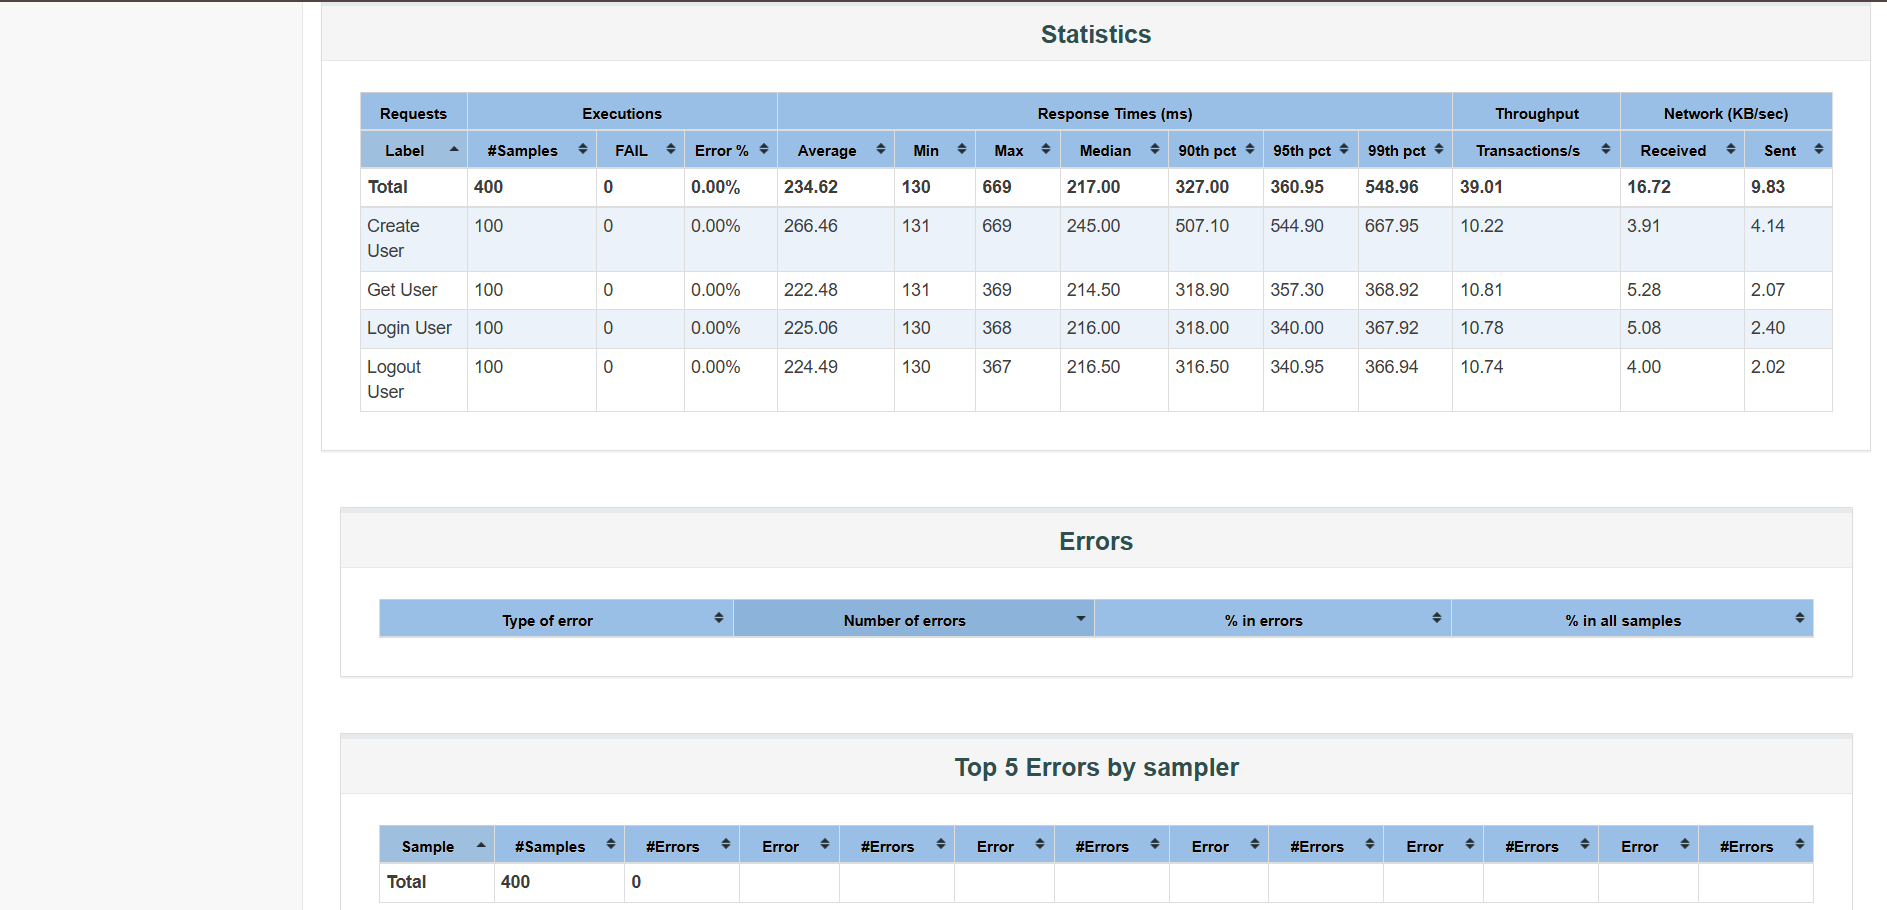 Statistics
Requests Executions Response Times (ms) Throughput Network (KB/sec)
Label #Samples FAIL Error % Average Min Max Median 90th pct 95th pct 99th pct Transactions/s Received Sent
Total 400 0 0.00% 234.62 130 669 217.00 327.00 360.95 548.96 39.01 16.72 9.83
Create 100 0 0.00% 266.46 131 669 245.00 507.10 544.90 667.95 10.22 3.91 4.14
User
Get User 100 0 0.00% 222.48 131 369 214.50 318.90 357.30 368.92 10.81 5.28 2.07
Login User 100 0 0.00% 225.06 130 368 216.00 318.00 340.00 367.92 10.78 5.08 2.40
Logout 100 0 0.00% 224.49 130 367 216.50 316.50 340.95 366.94 10.74 4.00 2.02
User
Errors
Type of error Number of errors % in errors % in all samples
Top 5 Errors by sampler
Sample #Samples #Errors Error #Errors Error #Errors Error #Errors Error #Errors Error #Errors
Total 400 0